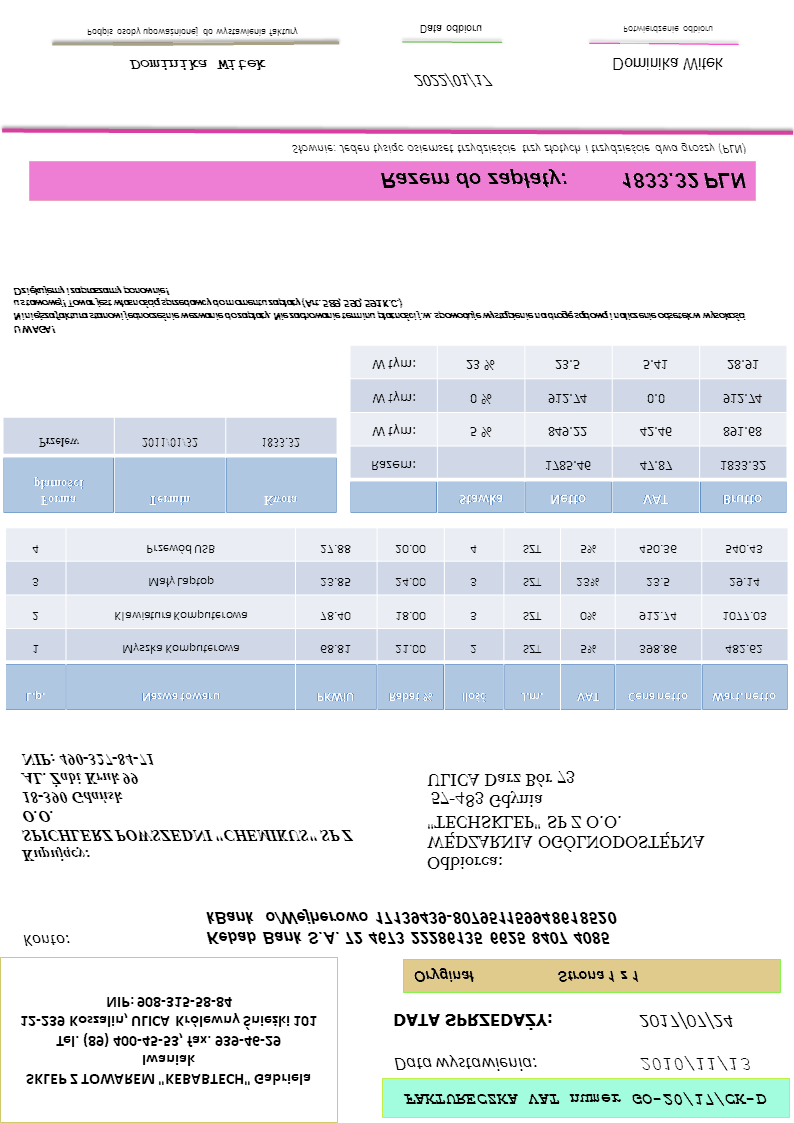 SKLEP Z TOWAREM "KEBABTECH" Gabriela
Iwaniak
Tel. (89) 400-45-53, fax. 939-46-29
12-239 Koszalin, ULICA Królewny Śnieżki 101
NIP: 908-315-58-84
FAKTURECZKA VAT numer GO-20/17/CK-D
Data wystawienia: 2010/11/13
DATA SPRZEDAŻY: 2017/07/24
Oryginał Strona 1 z 1
Konto: Kebab Bank S.A. 72 4673 22286135 6625 8407 4085
kBank o/Wejherowo 17139439-807951159948618520
Kupujący:
SPICHLERZ POWSZEDNI "CHEMIKUS" SP Z
O.O.
18-390 Gdańsk
AL. Żabi Kruk 99
NIP: 490-327-84-71
Odbiorca:
WĘDZARNIA OGÓLNODOSTĘPNA
"TECHSKLEP" SP Z O.O.
57-483 Gdynia
ULICA Darz Bór 73
L.p. Nazwa towaru PKWiU Rabat % Ilość J.m. VAT Cena netto Wart. netto
1 Myszka Komputerowa 68.81 21.00 2 SZT 5% 398.86 482.62
2 Klawiatura Komputerowa 78.40 18.00 3 SZT 0% 912.74 1077.03
3 Mały Laptop 23.85 24.00 3 SZT 23% 23.5 29.14
4 Przewód USB 27.88 20.00 4 SZT 5% 450.36 540.43
Forma płatności Termin Kwota
Przelew 2011/01/32 1833.32
Stawka Netto VAT Brutto
Razem: 1785.46 47.87 1833.32
W tym: 5 % 849.22 42.46 891.68
W tym: 0 % 912.74 0.0 912.74
W tym: 23 % 23.5 5.41 28.91
UWAGA!
Niniejsza faktura stanowi jednocześnie wezwanie do zapłaty. Nie zachowanie terminu płatności j.w. spowoduje wystąpienie na drogę sądową i naliczenie odsetek w wysokości
ustawowej! Towar jest własnością sprzedawcy do momentu zapłaty (Art. 589, 590, 591 K.C.)
Dziękujemy i zapraszamy ponownie!
Razem do zapłaty: 1833.32 PLN
Słownie: Jeden tysiąc osiemset trzydzieście trzy złotych i trzydzieście dwa groszy (PLN)
Dominika Witek 2022/01/17 Dominika Witek
Podpis osoby upoważnionej do wystawienia faktury Data odbioru Potwierdzenie odbioru